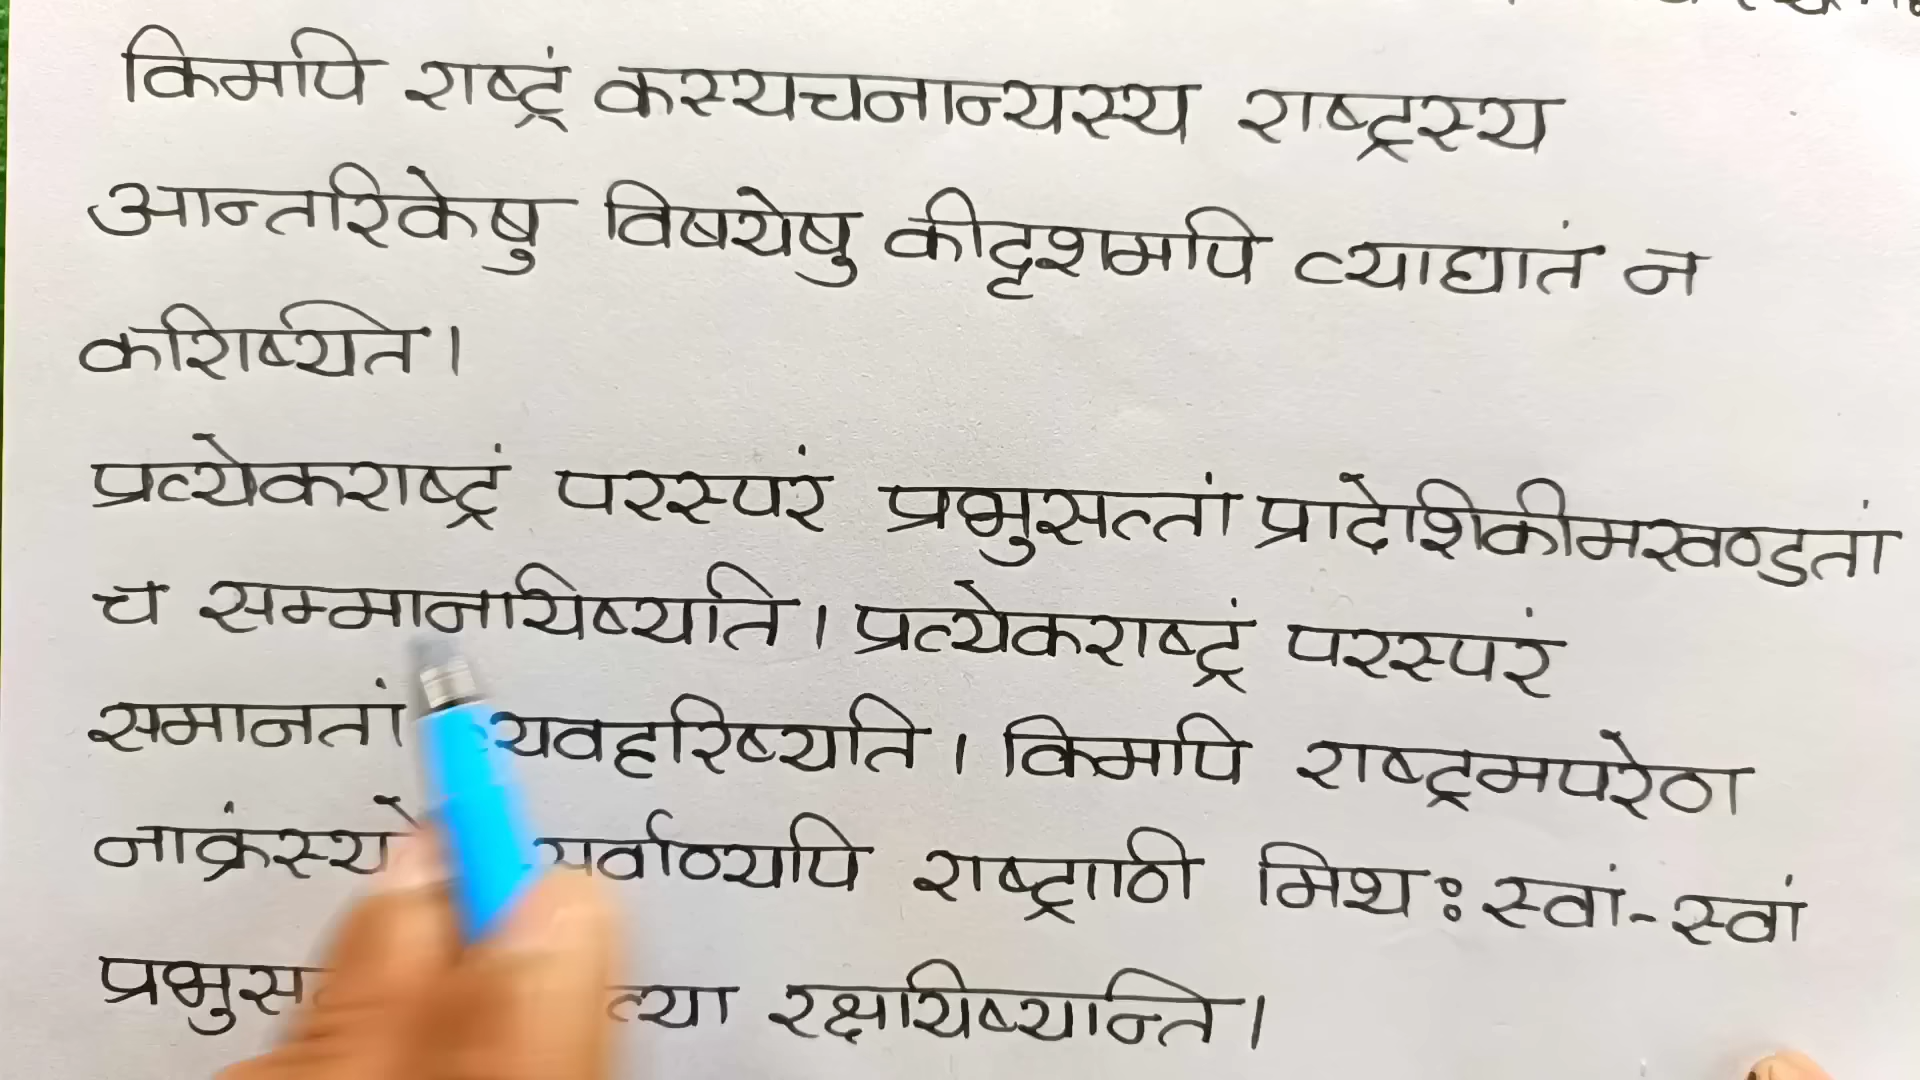 किमपि राष्ट्रं कस्यचनान्यस्य राष्ट्रस्य
आन्तरिकेषु विषयेषु कीदृशमपि व्याघातं न
करिष्यति।
प्रत्येकराष्ट्रं परस्परं प्रभुसत्तां प्रादेशिकीमखण्डतां
च सम्मानयिष्यति। प्रत्येकराष्ट्रं परस्परं
समानतां व्यवहरिष्यति। किमपि राष्ट्रमपरेण
सर्वाण्यपि राष्ट्राणि मिथः स्वां-स्वां
रक्षयिष्यन्ति।